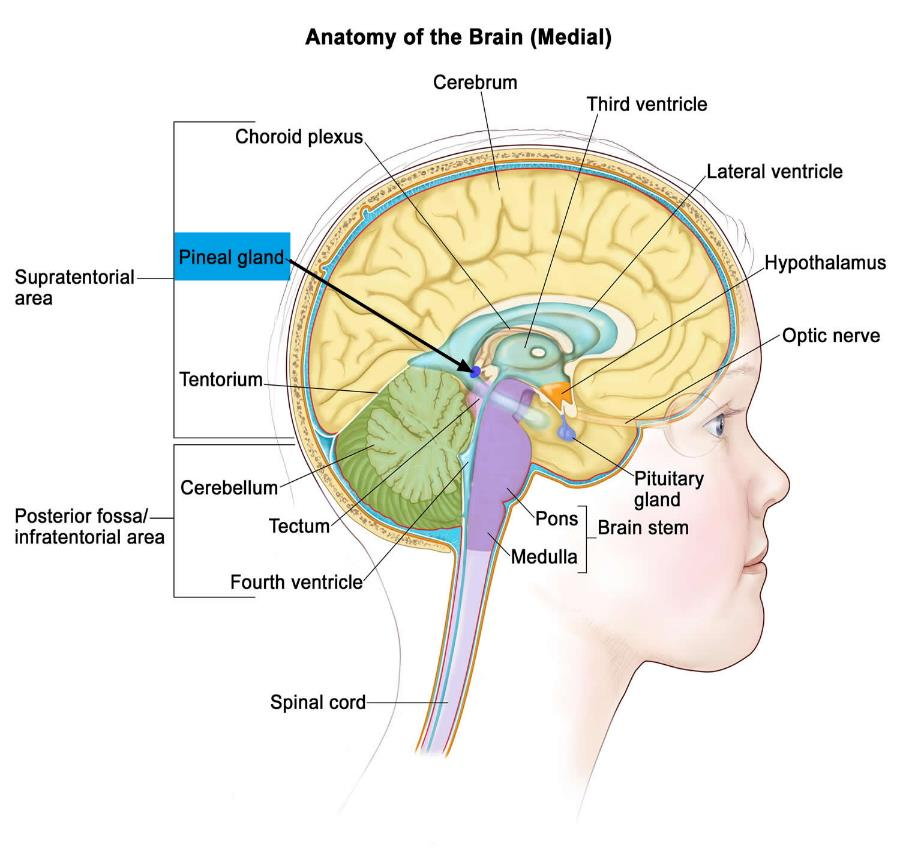 Anatomy of the Brain (Medial)
Cerebrum
Third ventricle
Choroid plexus
Lateral ventricle
Pineal gland
Hypothalamus
Supratentorial
area
Optic nerve
Tentorium
Cerebellum
Pituitary
gland
Posterior fossa/
infratentorial area
Tectum
Pons
Brain stem
Medulla
Fourth ventricle
Spinal cord